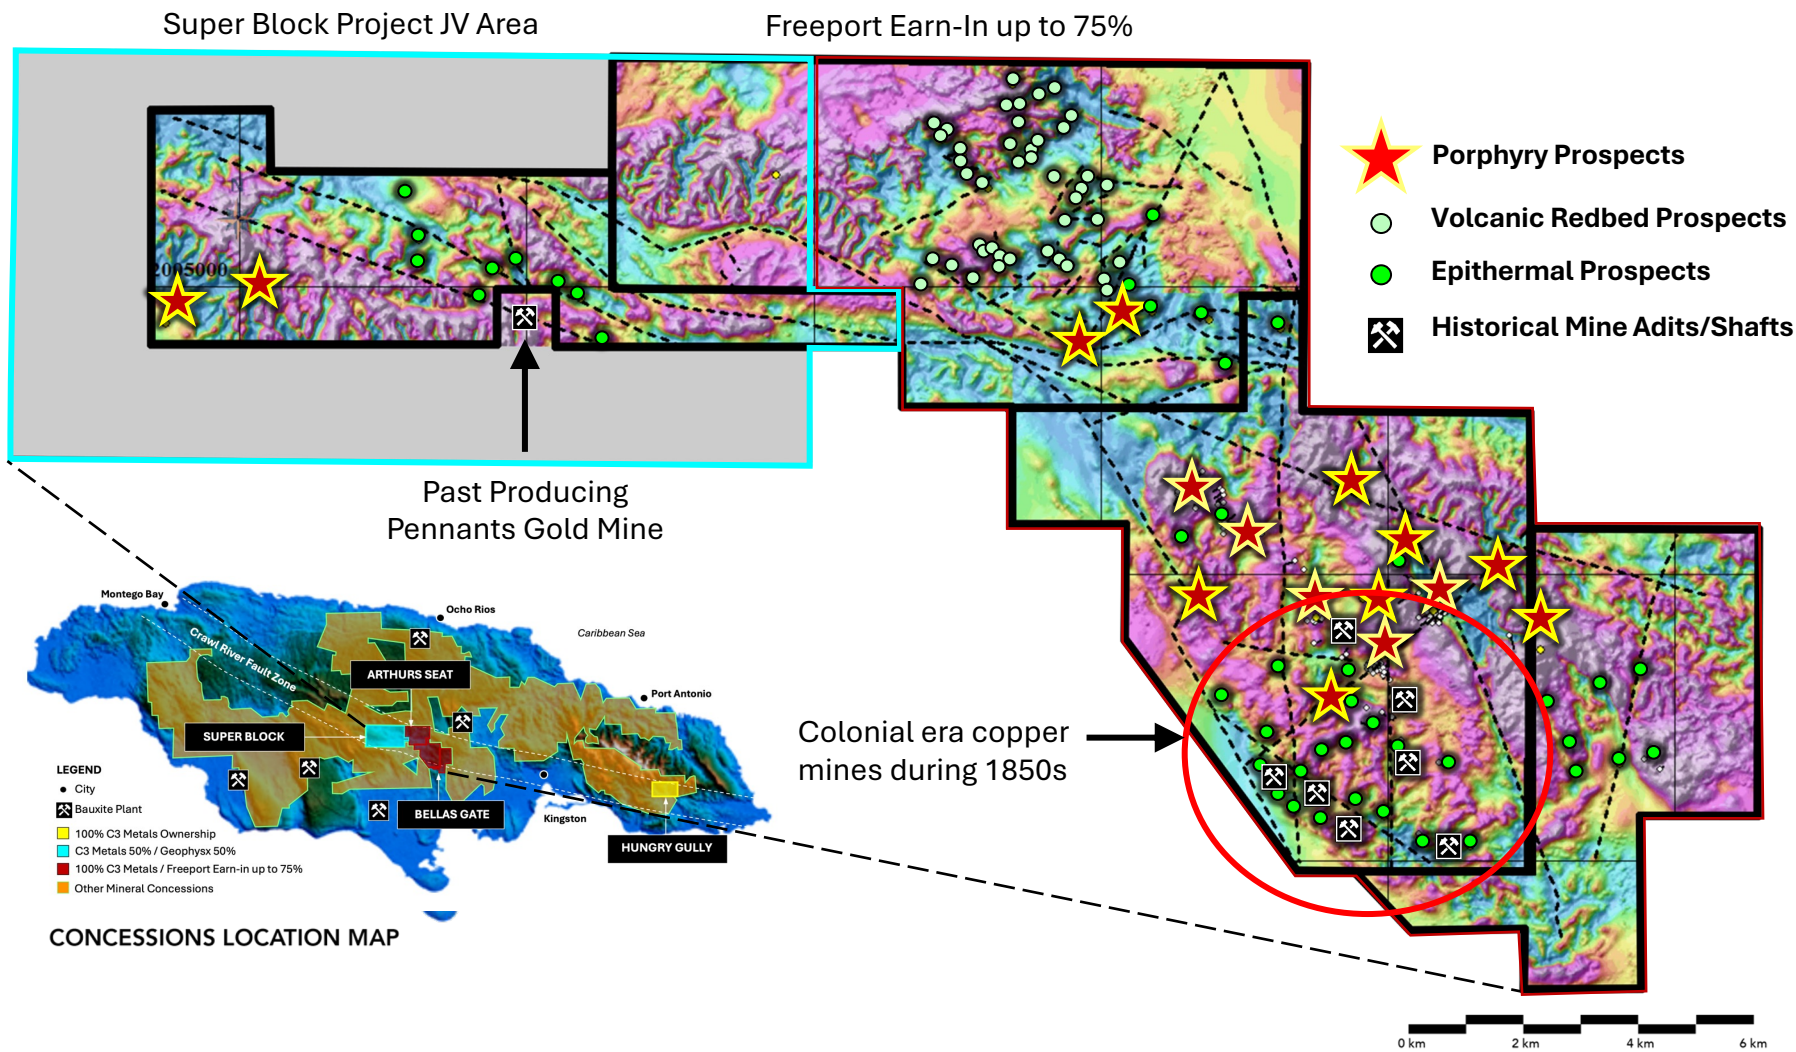 Super Block Project JV Area
Freeport Earn-In up to 75%
Porphyry Prospects
Volcanic Redbed Prospects
Epithermal Prospects
Historical Mine Adits/Shafts
2005000
Past Producing
Pennants Gold Mine
Colonial era copper
mines during 1850s
Montego Bay
Ocho Rios
Caribbean Sea
Crawl River Fault Zone
ARTHURS SEAT
Port Antonio
SUPER BLOCK
LEGEND
City
Bauxite Plant
100% C3 Metals Ownership
C3 Metals 50% / Geophysx 50%
100% C3 Metals / Freeport Earn-in up to 75%
Other Mineral Concessions
BELLAS GATE
Kingston
HUNGRY GULLY
CONCESSIONS LOCATION MAP
0 km
2 km
4 km
6 km